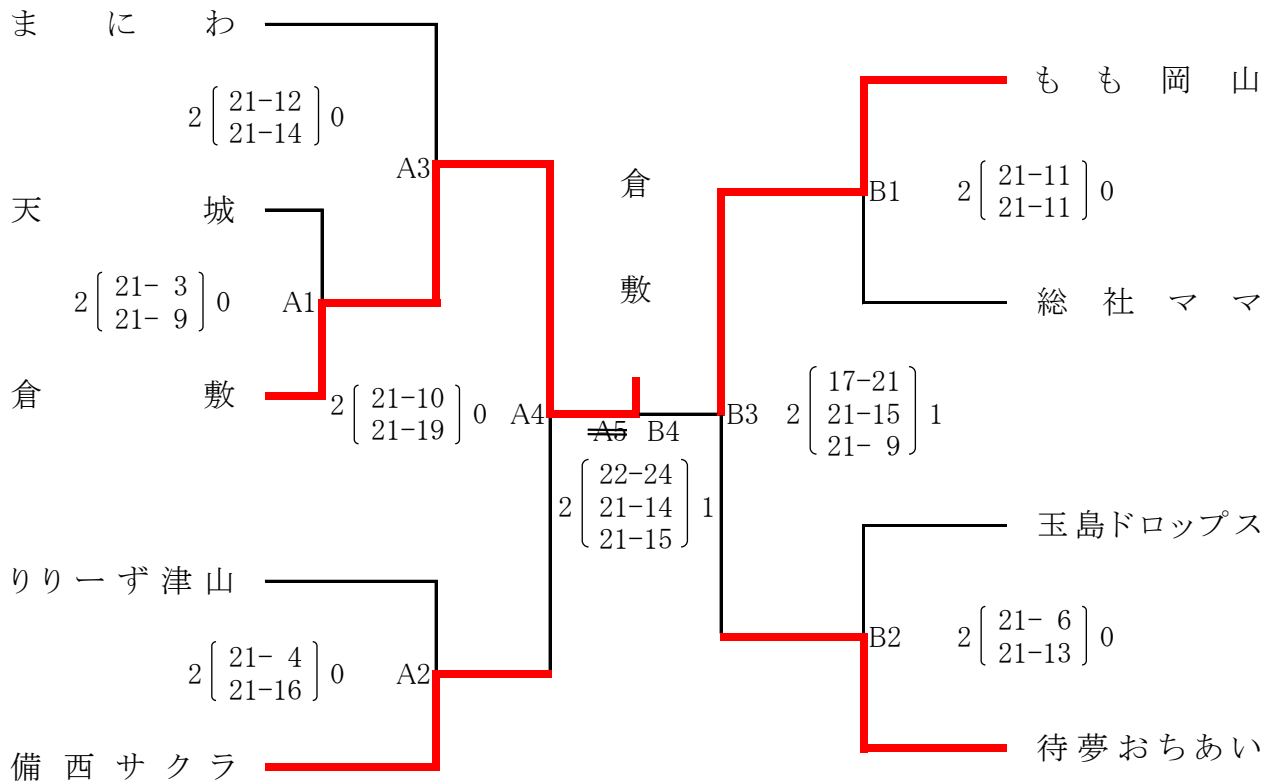 まにわ
2 21-12 0
21-14
A3
天城
2 21- 3 0
21- 9
A1
倉敷
2 21-10 0
21-19
A4
りりーず津山
2 21- 4 0
21-16
A2
備西サクラ
倉敷
A5 B4
2 22-24 1
21-14
21-15
もも岡山
B1
2 21-11 0
21-11
総社ママ
B3
2 17-21 1
21-15
21- 9
玉島ドロップス
B2
2 21- 6 0
21-13
待夢おちあい